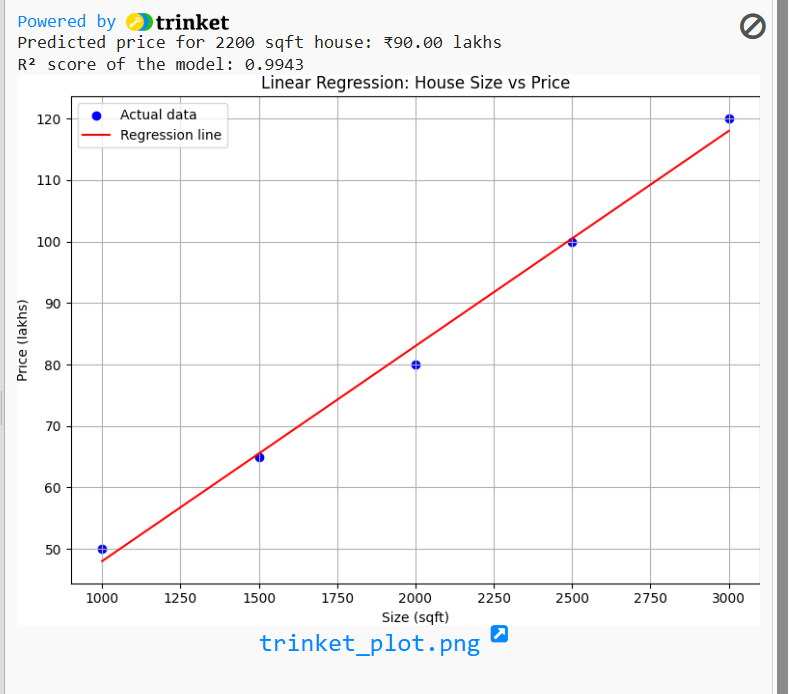 Powered by trinket
Predicted price for 2200 sqft house: ₹90.00 lakhs
R² score of the model: 0.9943
Linear Regression: House Size vs Price
Actual data
Regression line
120
110
100
90
80
70
60
50
Price (lakhs)
1000 1250 1500 1750 2000 2250 2500 2750 3000
Size (sqft)
trinket_plot.png